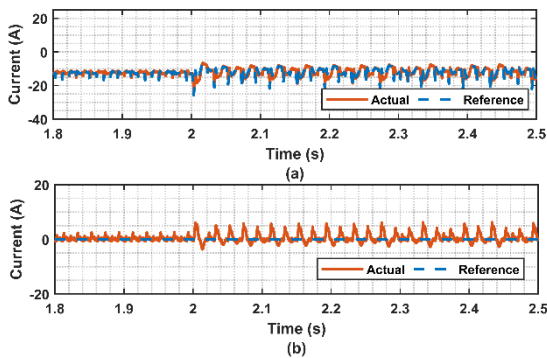 20
0
-20
-40
Current (A)
Actual Reference
1.8 1.9 2 2.1 2.2 2.3 2.4 2.5
Time (s)
(a)
20
0
-20
Current (A)
Actual Reference
1.8 1.9 2 2.1 2.2 2.3 2.4 2.5
Time (s)
(b)